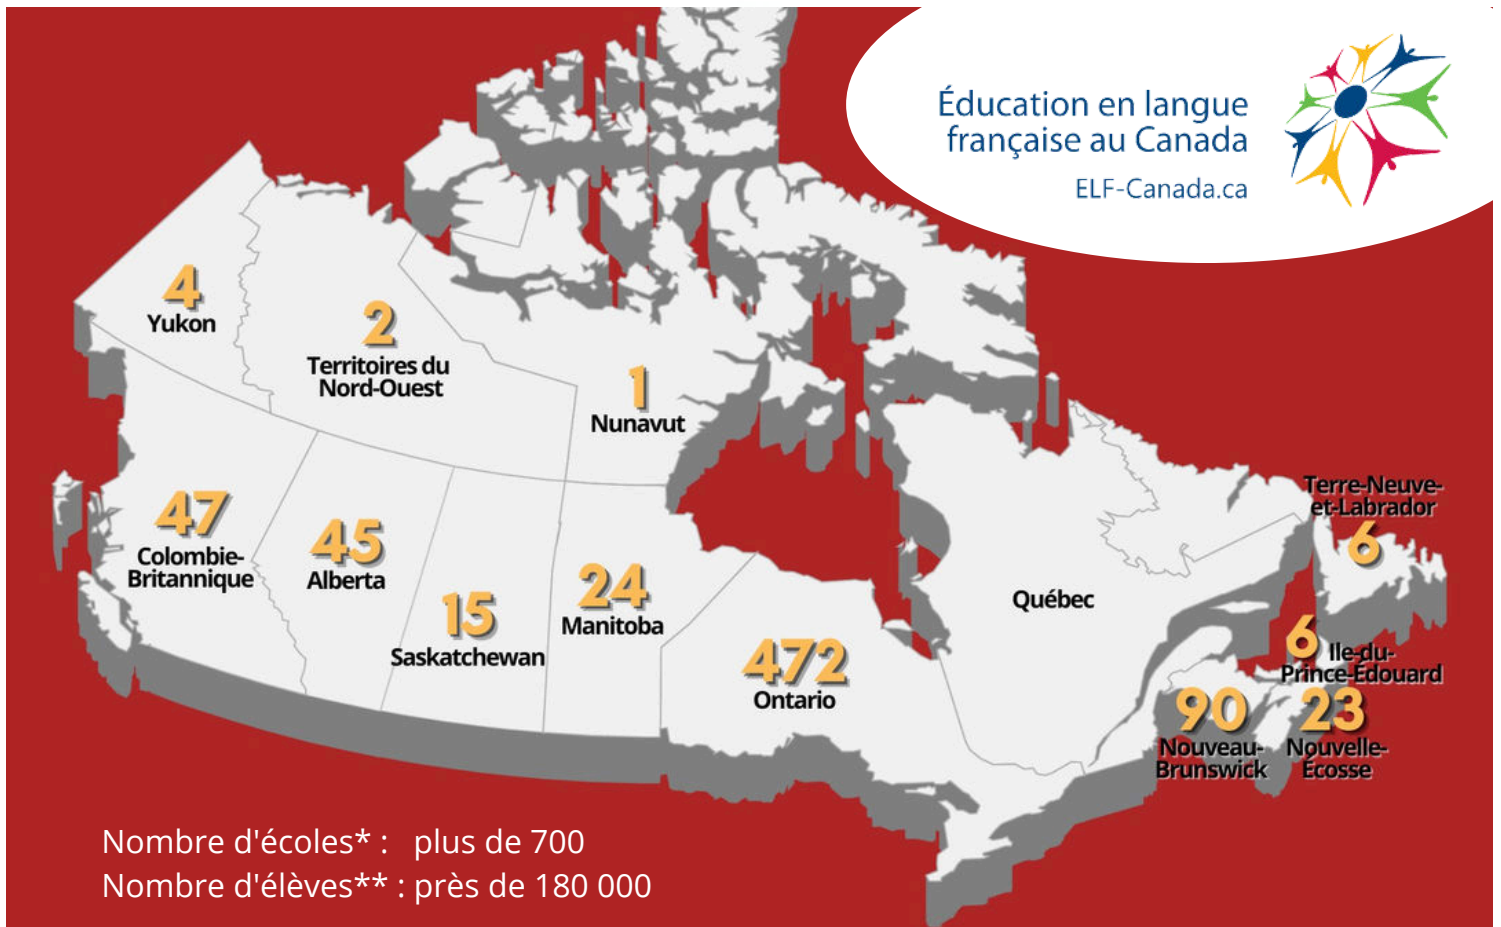 Éducation en langue
française au Canada
ELF-Canada.ca
4
Yukon
2
Territoires du
Nord-Ouest
1
Nunavut
47
Colombie-
Britannique
45
Alberta
15
Saskatchewan
24
Manitoba
472
Ontario
Québec
Terre-Neuve-
et-Labrador
6
6
Ile-du-
Prince-Édouard
90
Nouveau-
Brunswick
23
Nouvelle-
Écosse
Nombre d'écoles* : plus de 700
Nombre d'élèves** : près de 180 000